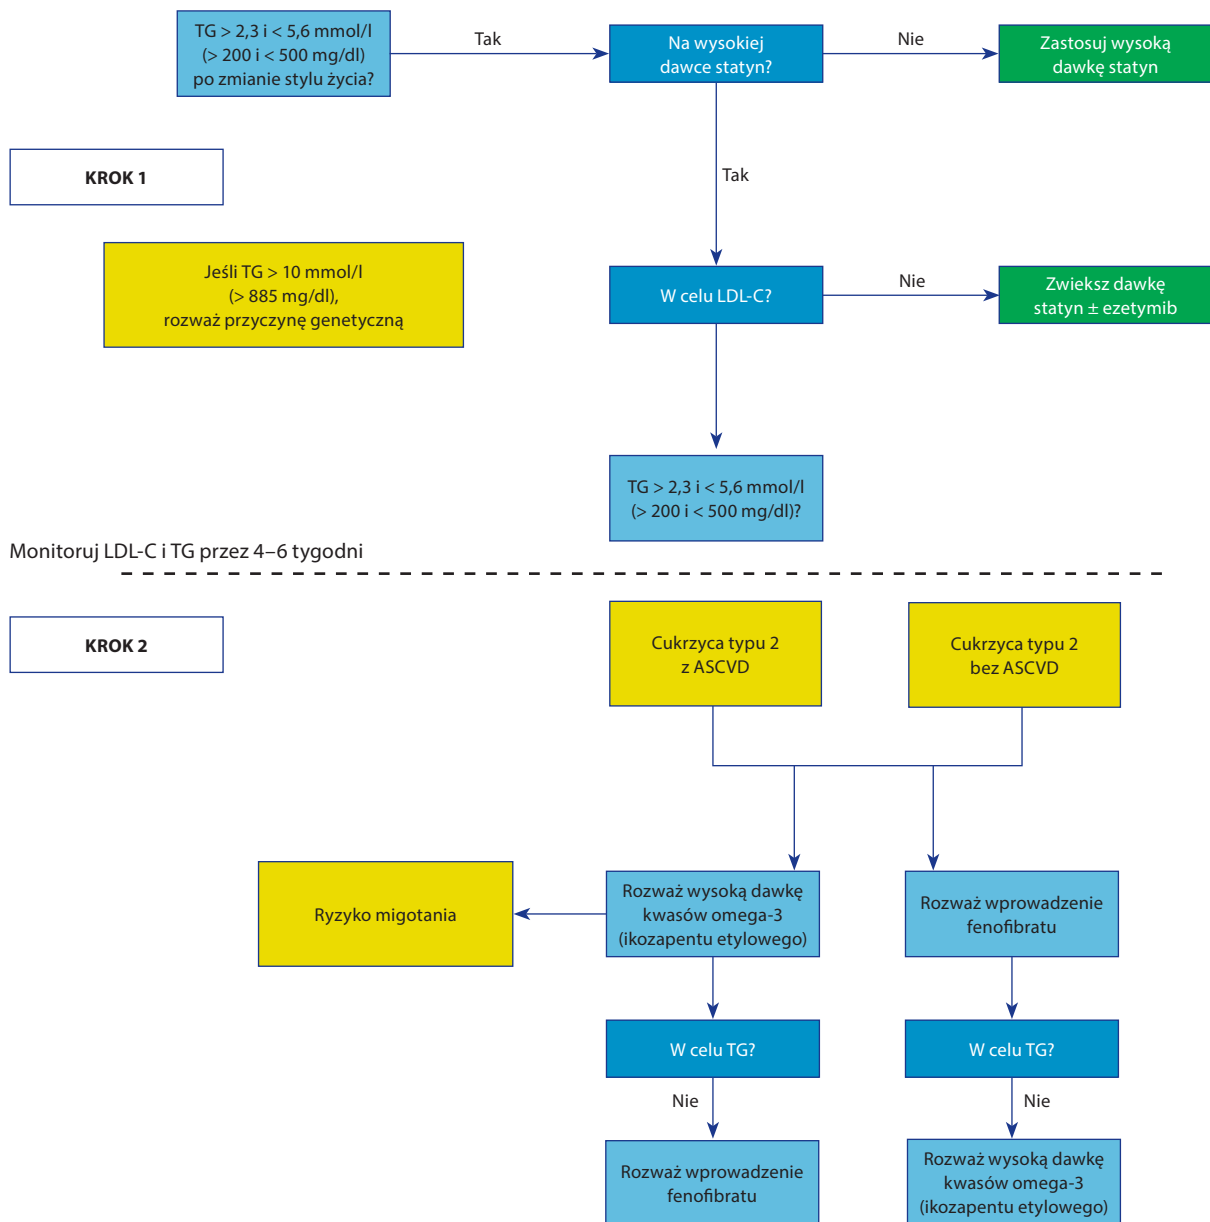 TG > 2,3 i < 5,6 mmol/l
(> 200 i < 500 mg/dl)
po zmianie stylu życia?
Tak
Na wysokiej
dawce statyn?
Nie
Zastosuj wysoką
dawkę statyn
KROK 1
Tak
Jeśli TG > 10 mmol/l
(> 885 mg/dl),
rozważ przyczynę genetyczną
W celu LDL-C?
Nie
Zwieksz dawkę
statyn ± ezetymib
TG > 2,3 i < 5,6 mmol/l
(> 200 i < 500 mg/dl)?
Monitoruj LDL-C i TG przez 4–6 tygodni
KROK 2
Cukrzyca typu 2
z ASCVD
Cukrzyca typu 2
bez ASCVD
Ryzyko migotania
Rozważ wysoką dawkę
kwasów omega-3
(ikozapentu etylowego)
Rozważ wprowadzenie
fenofibratu
W celu TG?
W celu TG?
Nie
Nie
Rozważ wprowadzenie
fenofibratu
Rozważ wysoką dawkę
kwasów omega-3
(ikozapentu etylowego)